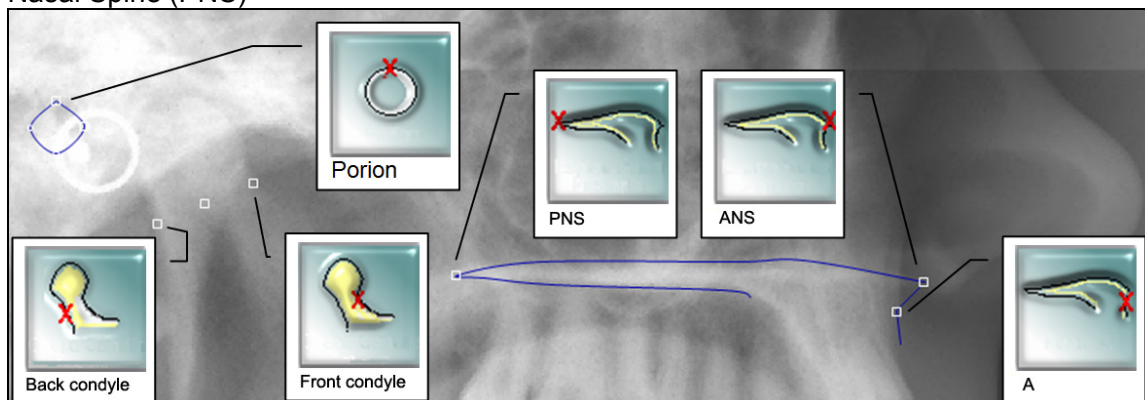 Nasal Spine (PNS)
Porion
PNS
ANS
Back condyle
Front condyle
A